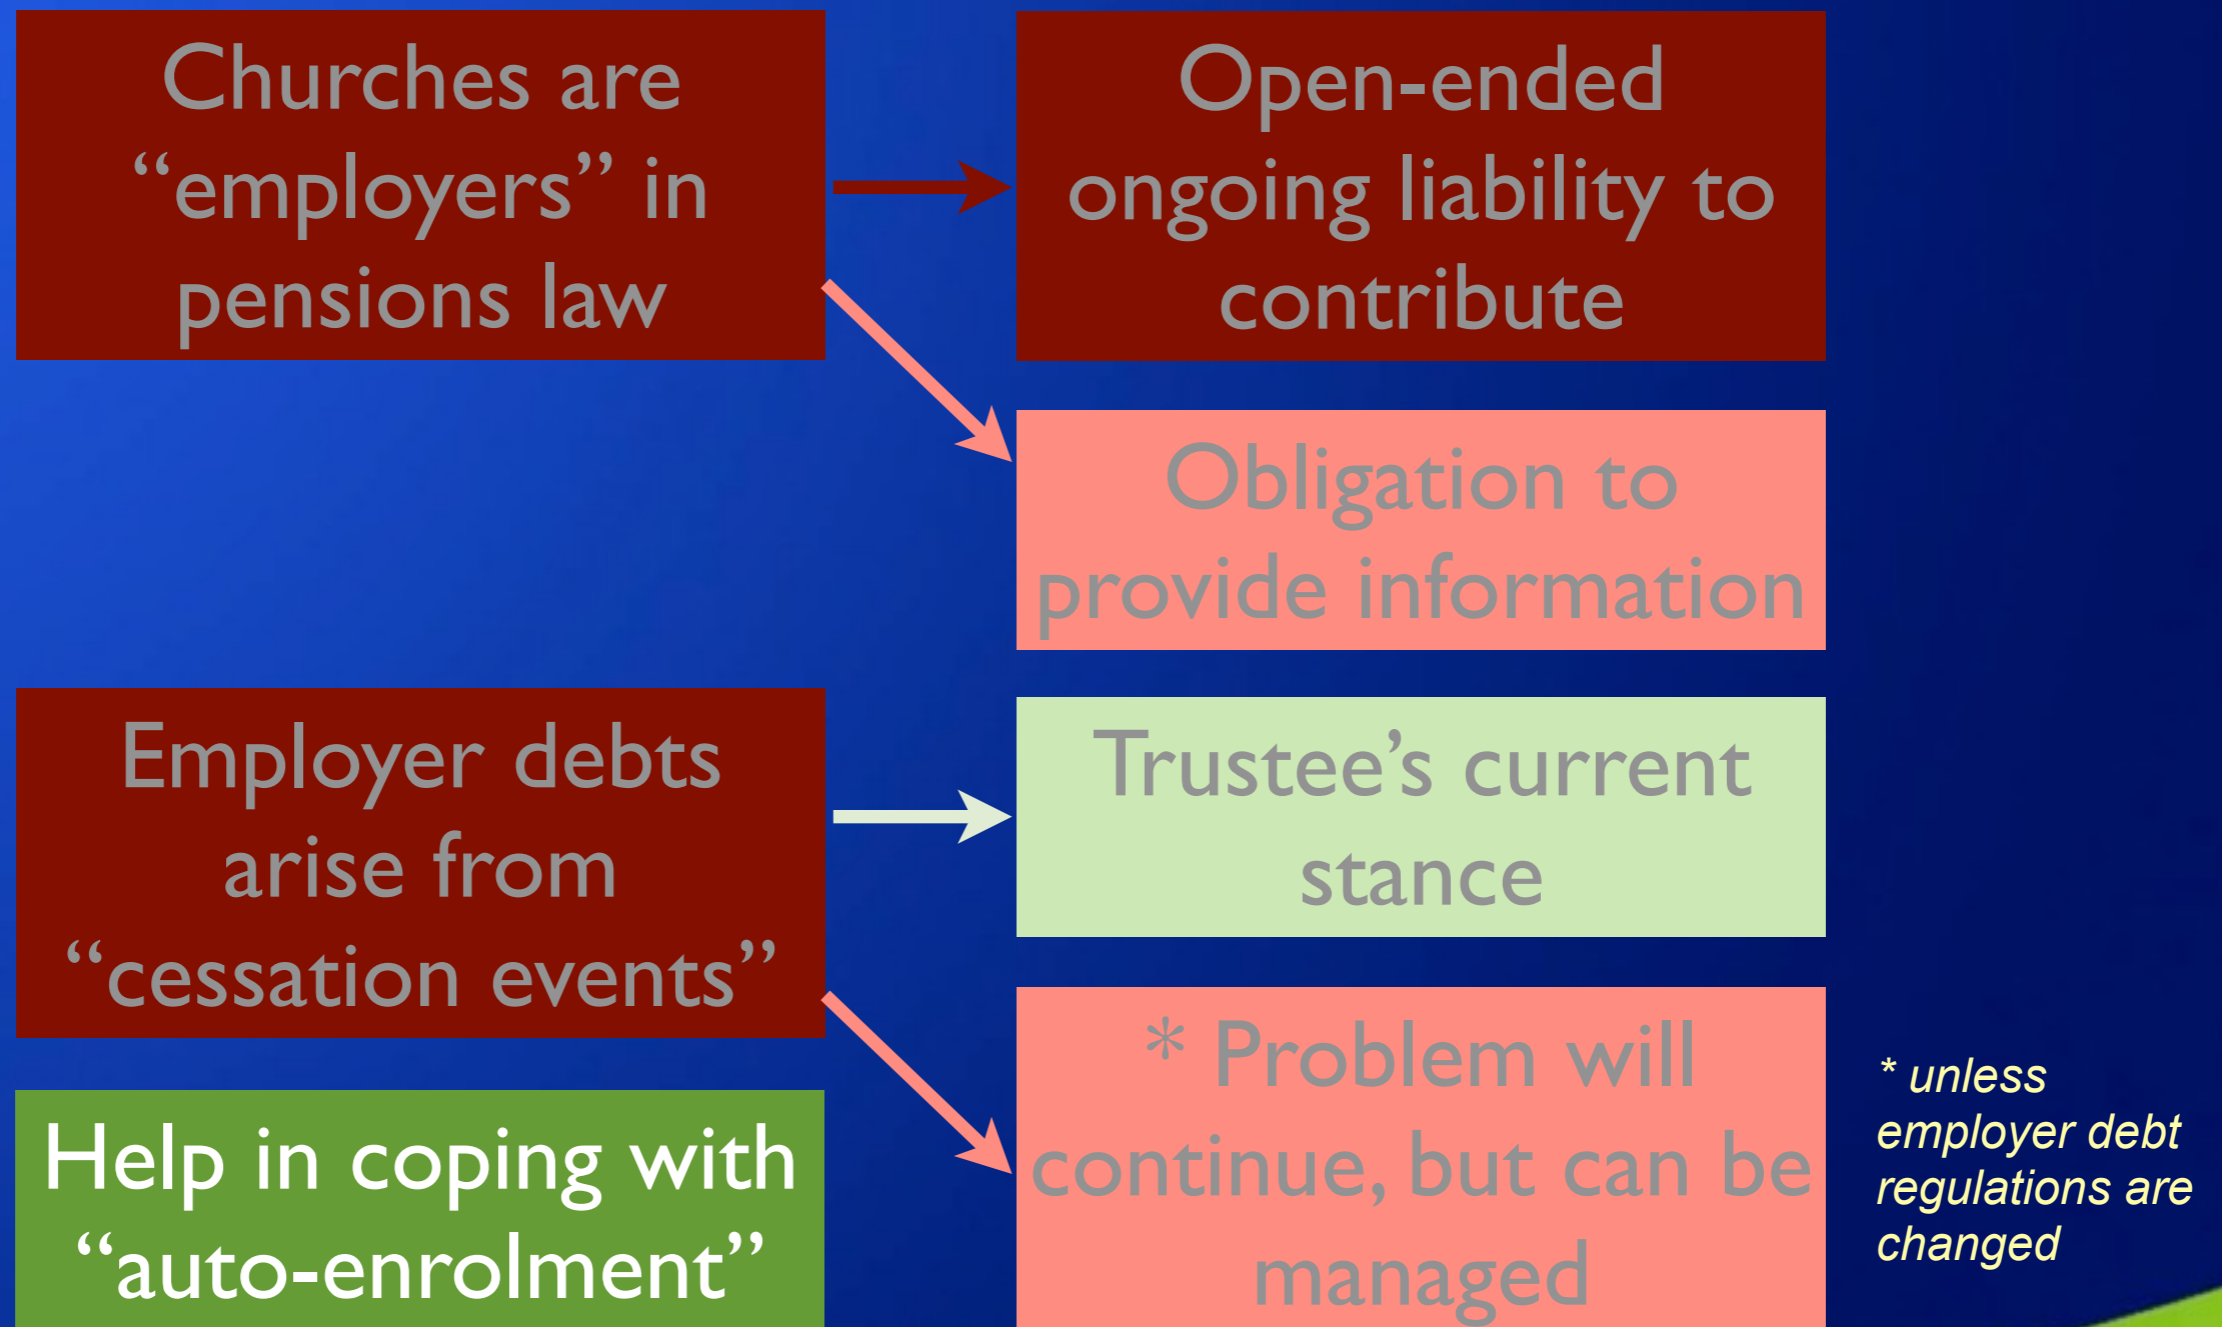 Churches are
“employers” in
pensions law
Open-ended
ongoing liability to
contribute
Obligation to
provide information
Employer debts
arise from
“cessation events”
Trustee’s current
stance
Help in coping with
“auto-enrolment”
* Problem will
continue, but can be
managed
* unless
employer debt
regulations are
changed